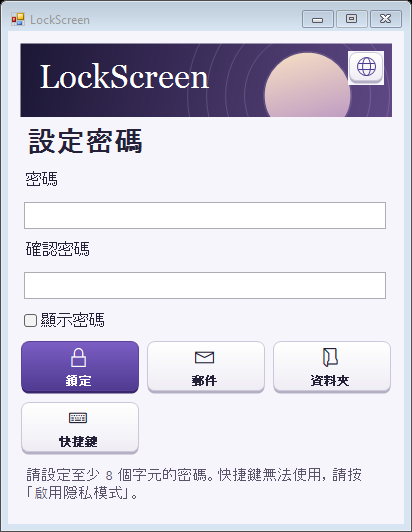 LockScreen
LockScreen
設定密碼
密碼
確認密碼
顯示密碼
鎖定
郵件
資料夾
快捷鍵
請設定至少 8 個字元的密碼。快捷鍵無法使用，請按
「啟用隱私模式」。